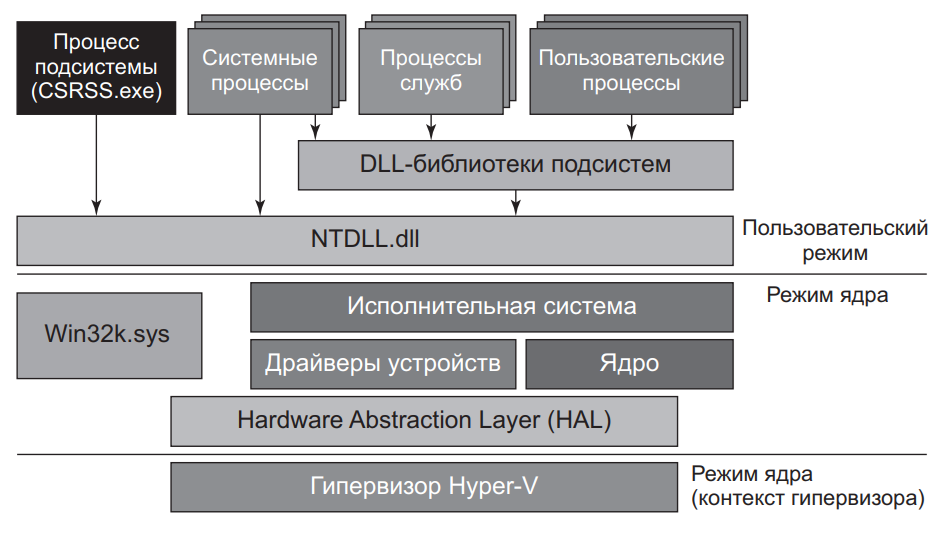 Процесс
подсистемы
(CSRSS.exe)
Системные
процессы
Процессы
служб
Пользовательские
процессы
DLL-библиотеки подсистем
NTDLL.dll
Пользовательский
режим
Режим ядра
Исполнительная система
Win32k.sys
Драйверы устройств
Ядро
Hardware Abstraction Layer (HAL)
Гипервизор Hyper-V
Режим ядра
(контекст гипервизора)